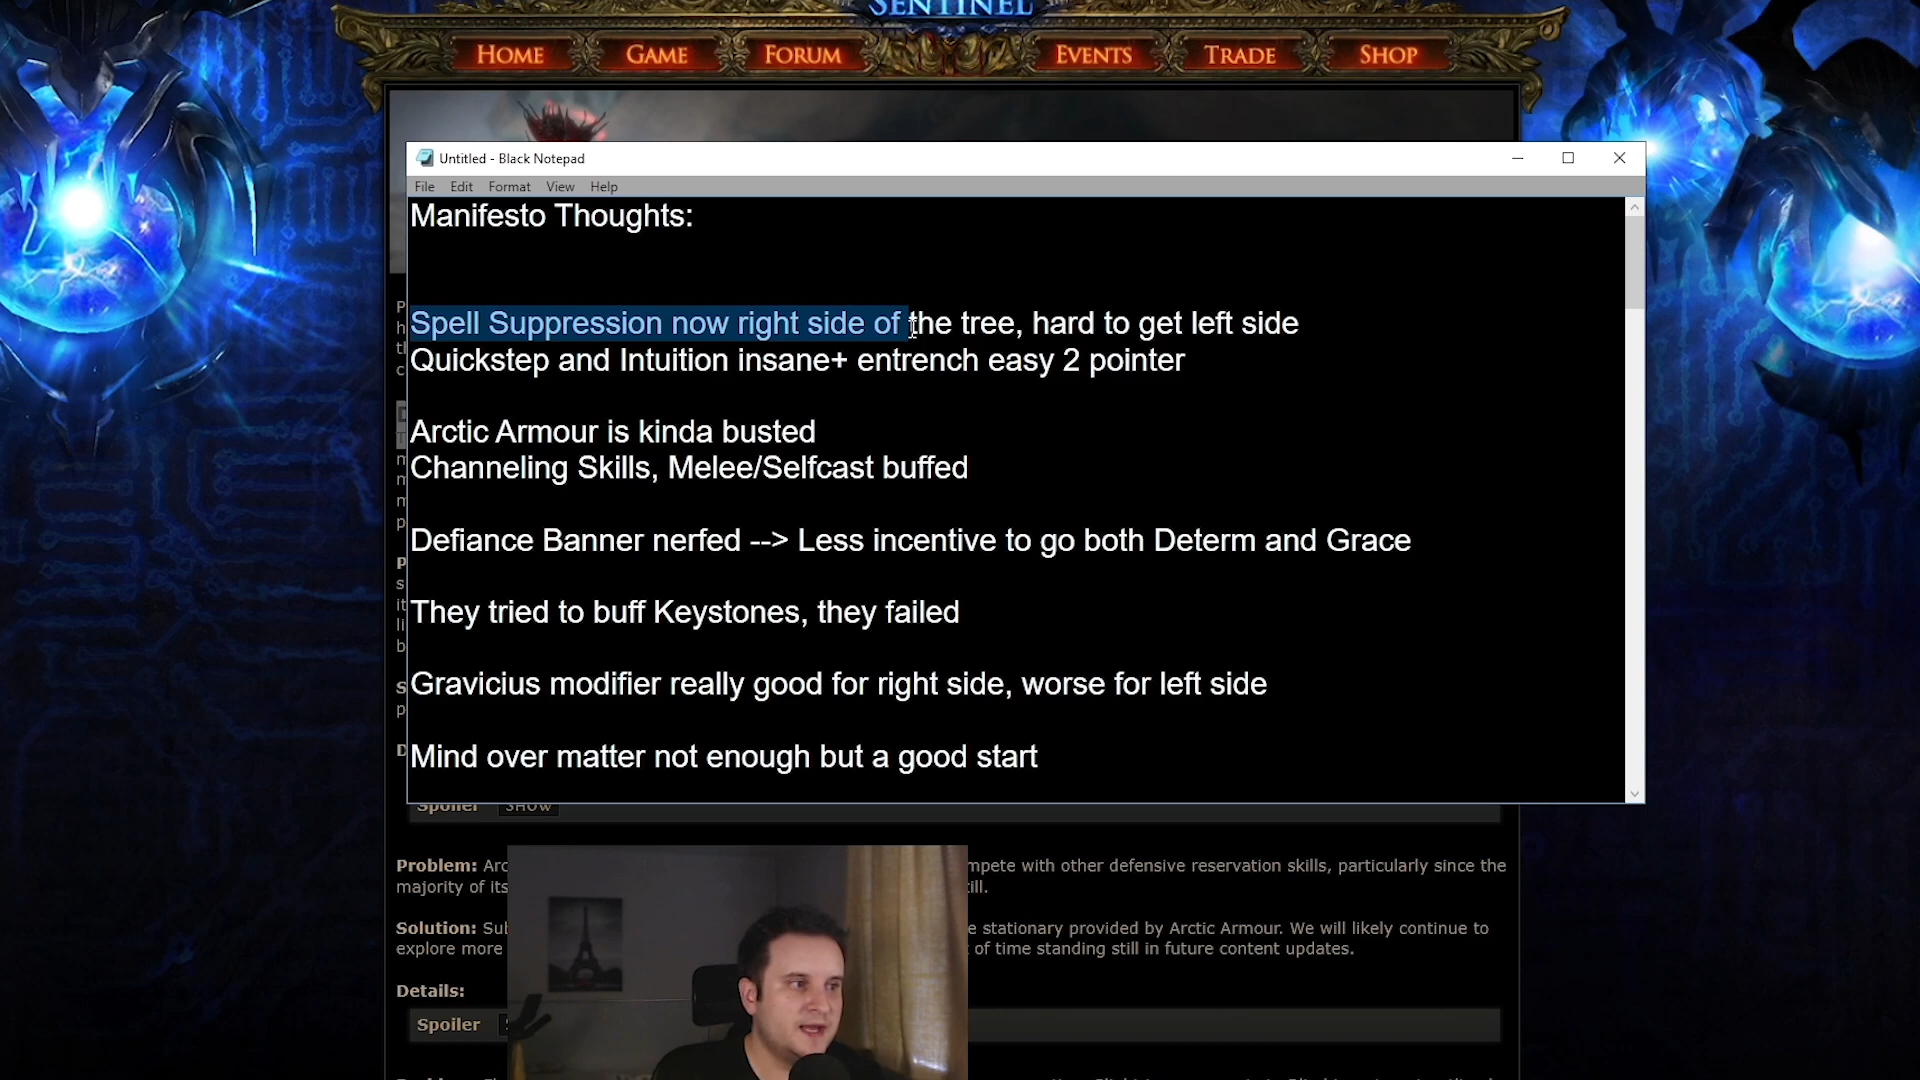 SENTINEL
HOME GAME FORUM EVENTS TRADE SHOP
Untitled - Black Notepad
File Edit Format View Help
Manifesto Thoughts:
Spell Suppression now right side of the tree, hard to get left side
Quickstep and Intuition insane+ entrench easy 2 pointer
Arctic Armour is kinda busted
Channeling Skills, Melee/Selfcast buffed
Defiance Banner nerfed --> Less incentive to go both Determ and Grace
They tried to buff Keystones, they failed
Gravicius modifier really good for right side, worse for left side
Mind over matter not enough but a good start
Spoiler SHOW
Problem: mpete with other defensive reservation skills, particularly since the
majority of its
Solution: e stationary provided by Arctic Armour. We will likely continue to
explore more of time standing still in future content updates.
Details:
Spoiler